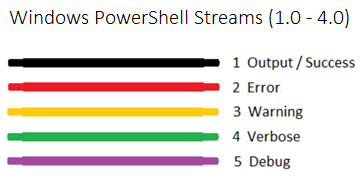 Windows PowerShell Streams (1.0 - 4.0)
1 Output / Success
2 Error
3 Warning
4 Verbose
5 Debug